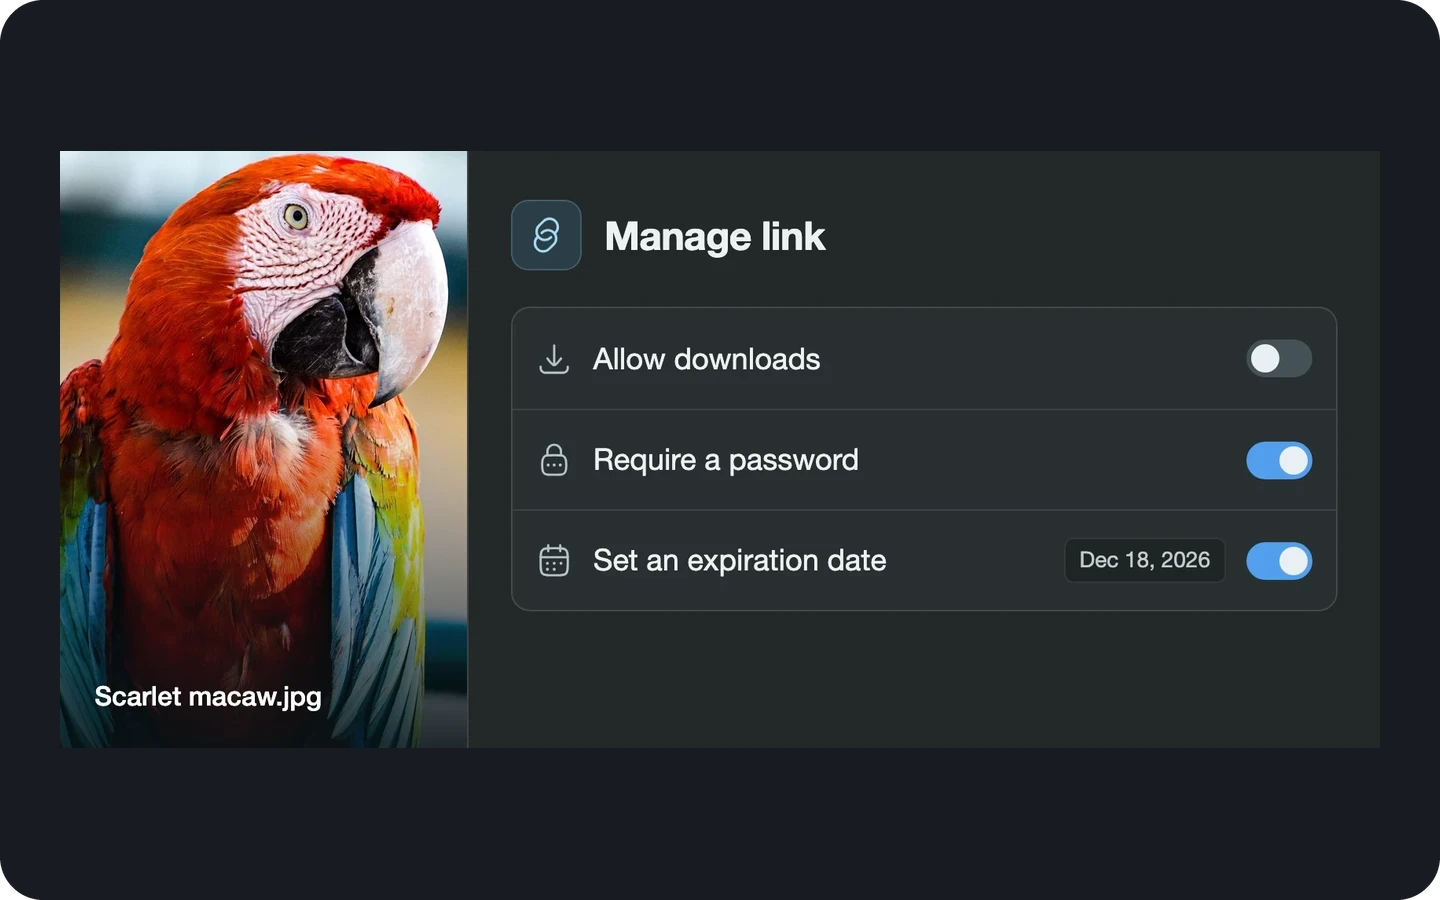 Manage link
Allow downloads
Require a password
Set an expiration date
Dec 18, 2026
Scarlet macaw.jpg